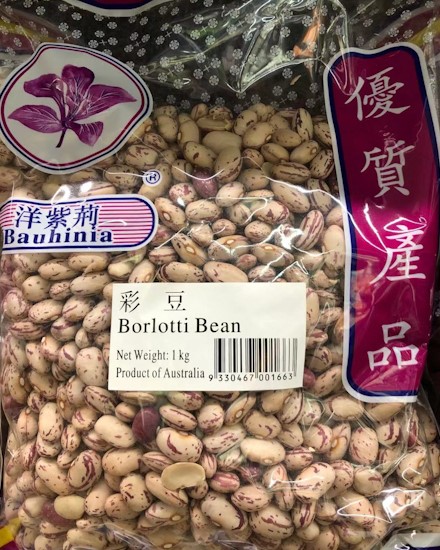 洋紫荊
®
Bauhinia
優質產品
彩豆
Borlotti Bean
Net Weight: 1 kg
Product of Australia
9 330467 001663